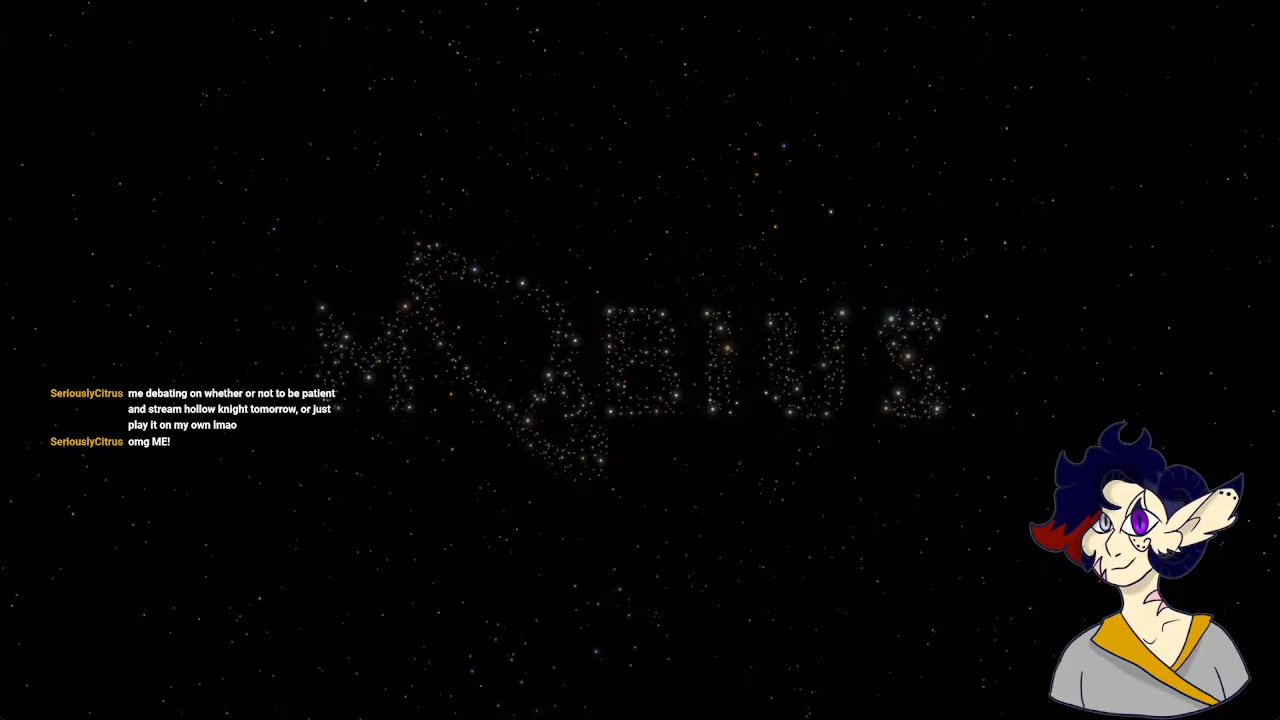 MOBIUS
SeriouslyCitrus me debating on whether or not to be patient
and stream hollow knight tomorrow, or just
play it on my own lmao
SeriouslyCitrus omg ME!